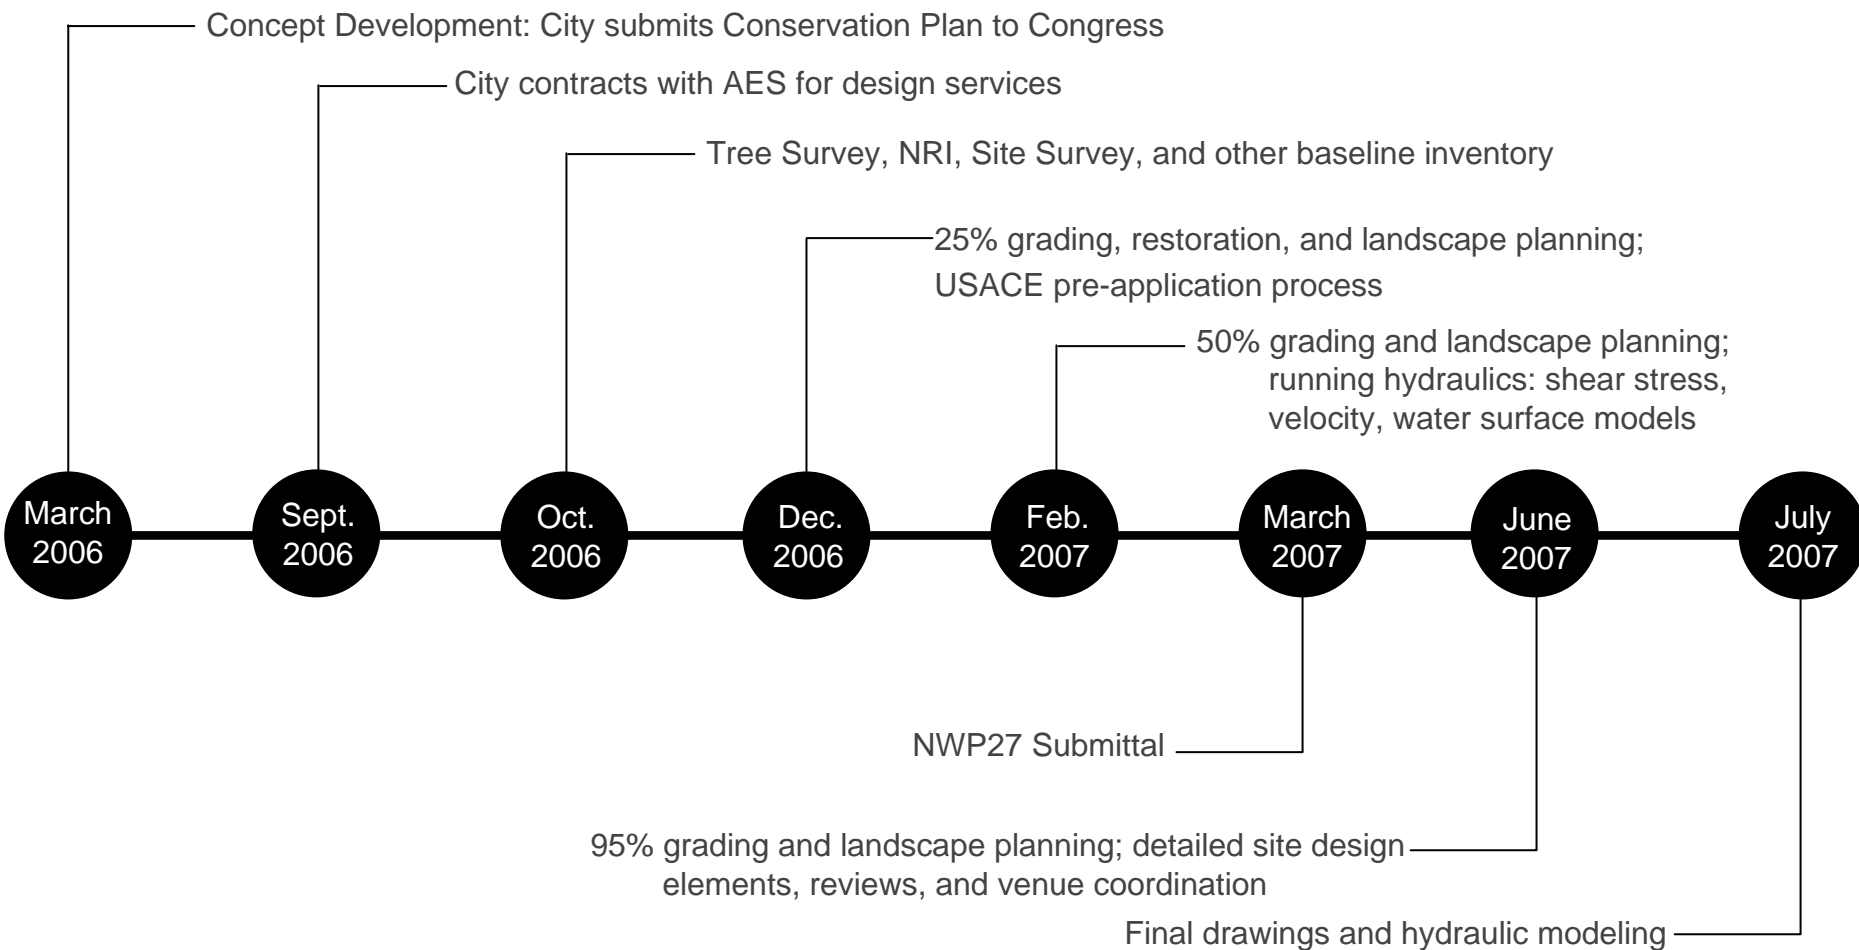 Concept Development: City submits Conservation Plan to Congress
City contracts with AES for design services
Tree Survey, NRI, Site Survey, and other baseline inventory
25% grading, restoration, and landscape planning;
USACE pre-application process
50% grading and landscape planning;
running hydraulics: shear stress,
velocity, water surface models
March
2006
Sept.
2006
Oct.
2006
Dec.
2006
Feb.
2007
March
2007
June
2007
July
2007
NWP27 Submittal
95% grading and landscape planning; detailed site design
elements, reviews, and venue coordination
Final drawings and hydraulic modeling